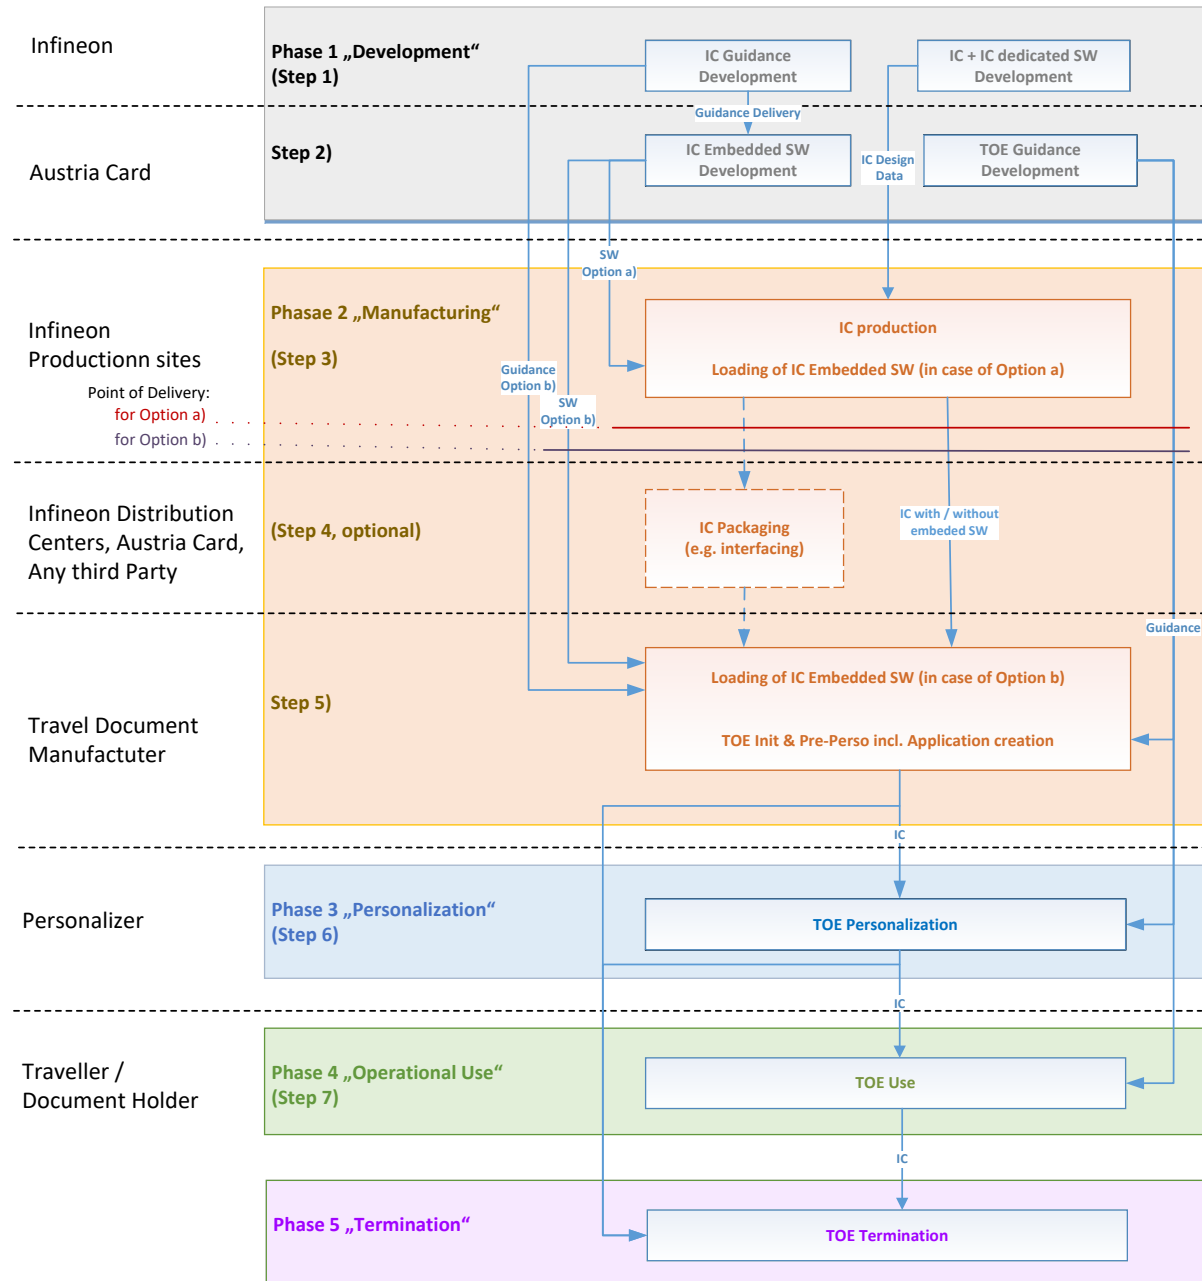 Infineon
Phase 1 „Development“
(Step 1)
IC Guidance
Development
IC + IC dedicated SW
Development
Guidance Delivery
Austria Card
Step 2)
IC Embedded SW
Development
IC Design
Data
TOE Guidance
Development
SW
Option a)
Infineon
Productionn sites
Phasae 2 „Manufacturing“
(Step 3)
IC production
Loading of IC Embedded SW (in case of Option a)
Guidance
Option b)
SW
Option b)
Point of Delivery:
for Option a)
for Option b)
Infineon Distribution
Centers, Austria Card,
Any third Party
(Step 4, optional)
IC Packaging
(e.g. interfacing)
IC with / without
embeded SW
Guidance
Travel Document
Manufactuter
Step 5)
Loading of IC Embedded SW (in case of Option b)
TOE Init & Pre-Perso incl. Application creation
IC
Personalizer
Phase 3 „Personalization“
(Step 6)
TOE Personalization
IC
Traveller /
Document Holder
Phase 4 „Operational Use“
(Step 7)
TOE Use
IC
Phase 5 „Termination“
TOE Termination